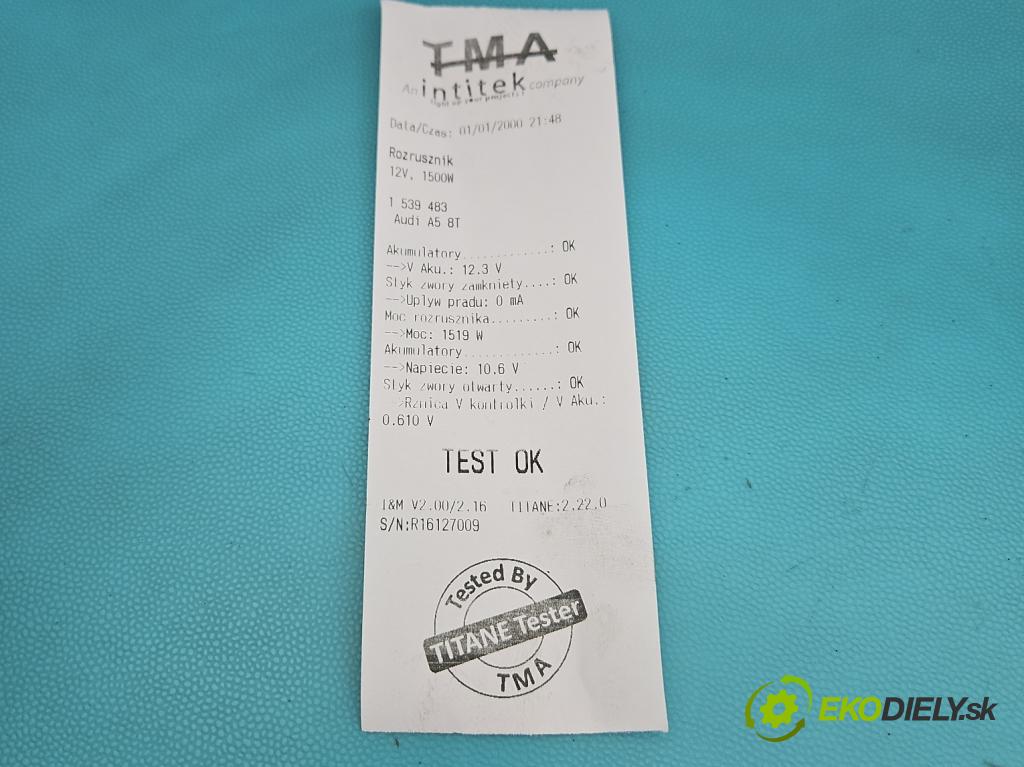 TMA
An intitek company
light up your projects!
Data/Czas: 01/01/2000 21:48
Rozrusznik
12V, 1500W
1 539 483
Audi A5 8T
Akumulatory.............: OK
-->V Aku.: 12.3 V
Styk zwory zamkniety....: OK
-->Uplyw pradu: 0 mA
Moc rozrusznika.........: OK
-->Moc: 1519 W
Akumulatory.............: OK
-->Napiecie: 10.6 V
Styk zwory otwarty......: OK
-->Rznica V kontrolki / V Aku.:
0.610 V
TEST OK
I&M V2.00/2.16 TITANE:2.22.0
S/N:R16127009
Tested By
TITANE Tester
TMA
EKODIELY.sk